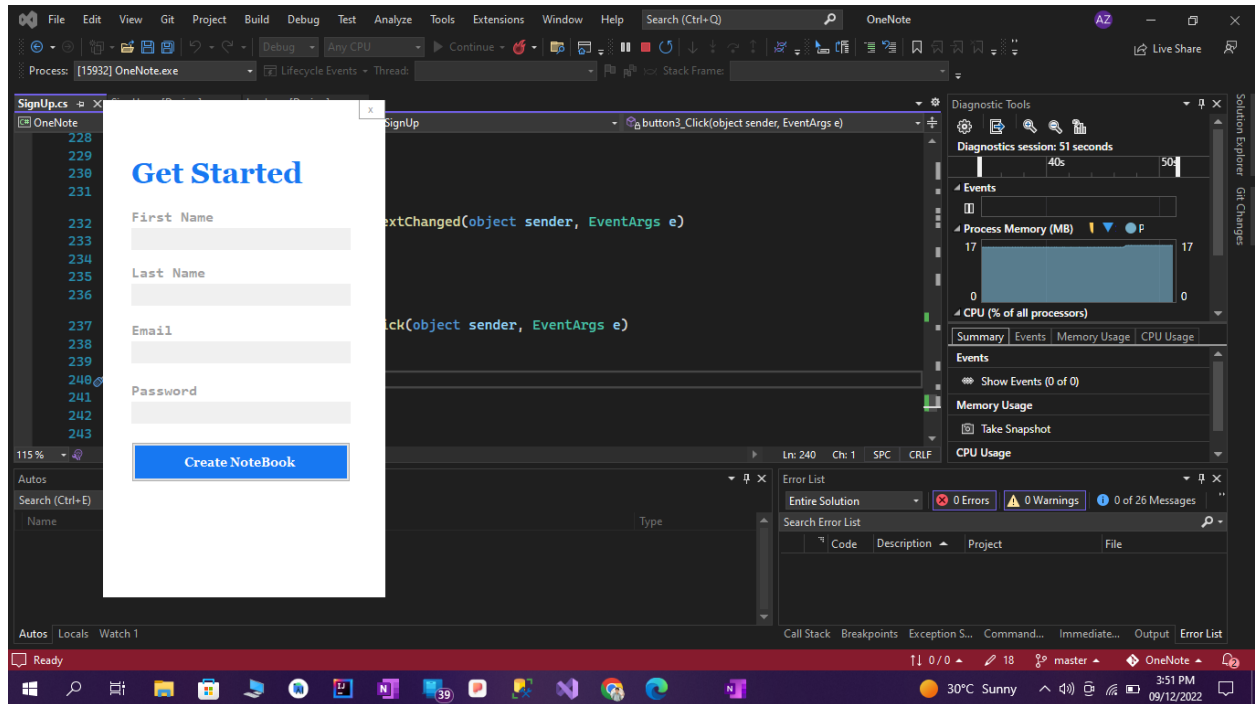 File Edit View Git Project Build Debug Test Analyze Tools Extensions Window Help Search (Ctrl+Q) OneNote AZ
Debug Any CPU Continue Live Share
Process: [15932] OneNote.exe Lifecycle Events Thread: Stack Frame:
SignUp.cs
OneNote SignUp button3_Click(object sender, EventArgs e)
228
229
230
231
232 extChanged(object sender, EventArgs e)
233
234
235
236
237 ick(object sender, EventArgs e)
238
239
240
241
242
243
115 % Ln: 240 Ch: 1 SPC CRLF
x
Get Started
First Name
Last Name
Email
Password
Create NoteBook
Diagnostic Tools
Diagnostics session: 51 seconds
40s 50s
Events
Process Memory (MB) P
17 17
0 0
CPU (% of all processors)
Summary Events Memory Usage CPU Usage
Events
Show Events (0 of 0)
Memory Usage
Take Snapshot
CPU Usage
Solution Explorer
Git Changes
Autos
Search (Ctrl+E)
Name Type
Autos Locals Watch 1
Error List
Entire Solution 0 Errors 0 Warnings 0 of 26 Messages
Search Error List
Code Description Project File
Call Stack Breakpoints Exception S... Command... Immediate... Output Error List
Ready 0 / 0 18 master OneNote 2
39 30°C Sunny 3:51 PM
09/12/2022